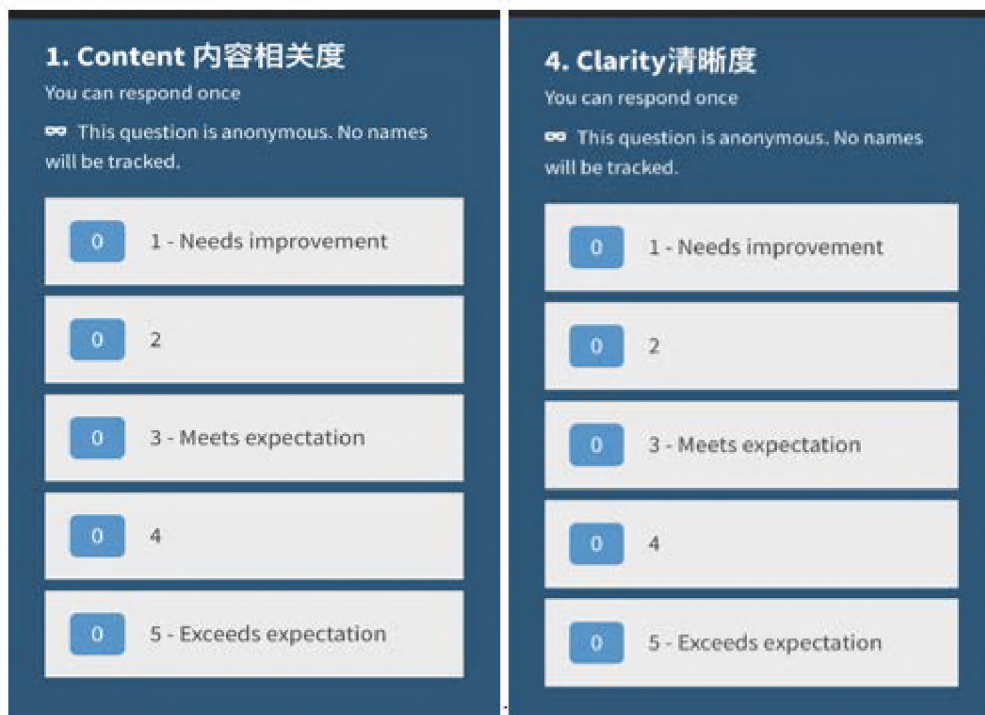 1. Content 内容相关度
You can respond once
This question is anonymous. No names
will be tracked.
0 1 - Needs improvement
0 2
0 3 - Meets expectation
0 4
0 5 - Exceeds expectation
4. Clarity清晰度
You can respond once
This question is anonymous. No names
will be tracked.
0 1 - Needs improvement
0 2
0 3 - Meets expectation
0 4
0 5 - Exceeds expectation